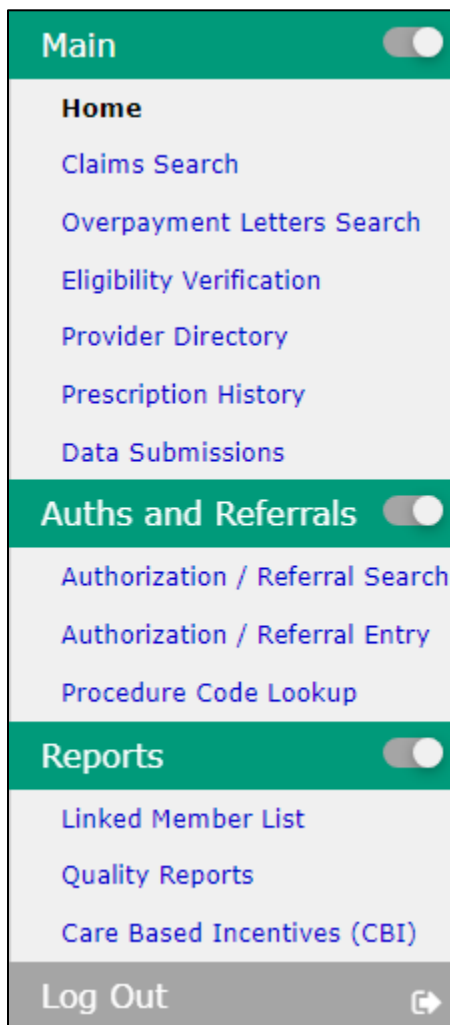 Main
Home
Claims Search
Overpayment Letters Search
Eligibility Verification
Provider Directory
Prescription History
Data Submissions
Auths and Referrals
Authorization / Referral Search
Authorization / Referral Entry
Procedure Code Lookup
Reports
Linked Member List
Quality Reports
Care Based Incentives (CBI)
Log Out